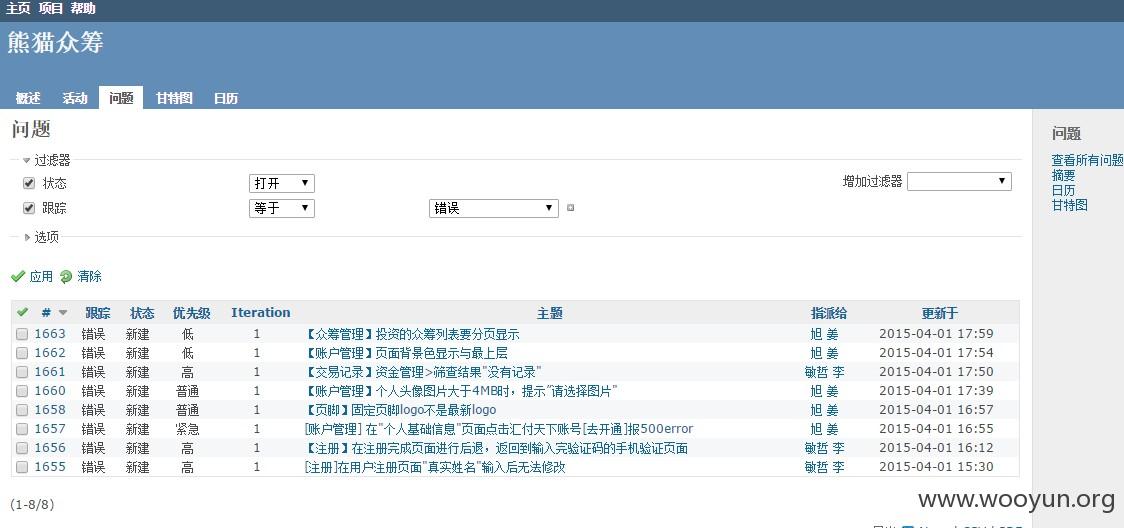 主页 项目 帮助
熊猫众筹
概述 活动 问题 甘特图 日历
问题
过滤器
状态 打开 增加过滤器
跟踪 等于 错误
选项
应用 清除
# 跟踪 状态 优先级 Iteration 主题 指派给 更新于
1663 错误 新建 低 1 【众筹管理】投资的众筹列表要分页显示 旭 姜 2015-04-01 17:59
1662 错误 新建 低 1 【账户管理】页面背景色显示与最上层 旭 姜 2015-04-01 17:54
1661 错误 新建 高 1 【交易记录】资金管理>筛查结果"没有记录" 敏哲 李 2015-04-01 17:50
1660 错误 新建 普通 1 【账户管理】个人头像图片大于4MB时，提示"请选择图片" 旭 姜 2015-04-01 17:39
1658 错误 新建 普通 1 【页脚】固定页脚logo不是最新logo 旭 姜 2015-04-01 16:57
1657 错误 新建 紧急 1 [账户管理] 在"个人基础信息"页面点击汇付天下账号[去开通]报500error 旭 姜 2015-04-01 16:55
1656 错误 新建 高 1 【注册】在注册完成页面进行后退，返回到输入完验证码的手机验证页面 敏哲 李 2015-04-01 16:12
1655 错误 新建 高 1 [注册]在用户注册页面"真实姓名"输入后无法修改 敏哲 李 2015-04-01 15:30
(1-8/8)
问题
查看所有问题
摘要
日历
甘特图
www.wooyun.org